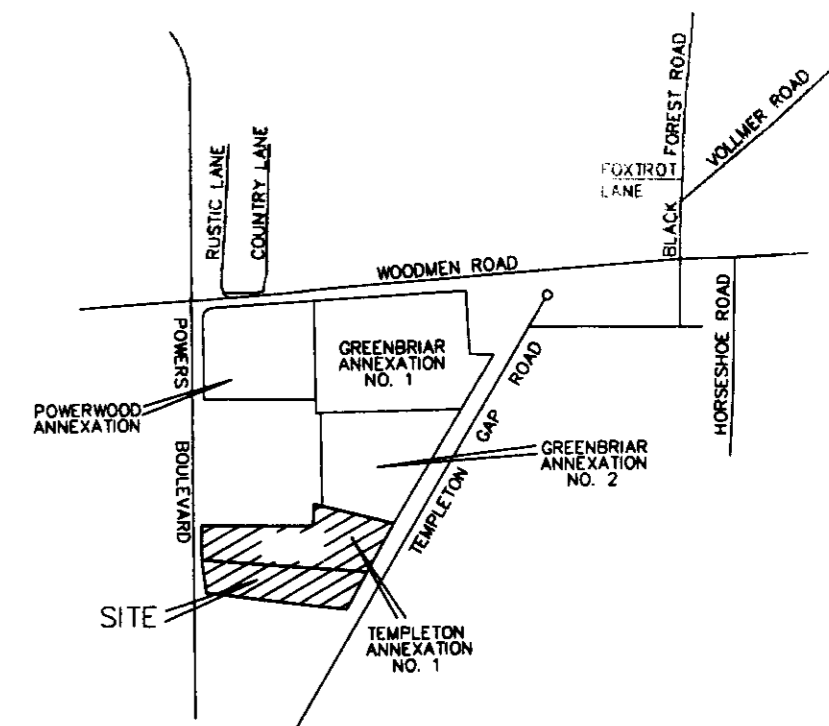 FOREST ROAD
VOLLMER ROAD
FOXTROT
LANE
BLACK
RUSTIC LANE
COUNTRY LANE
WOODMEN ROAD
HORSESHOE ROAD
POWERS
BOULEVARD
GREENBRIAR
ANNEXATION
NO. 1
POWERWOOD
ANNEXATION
ROAD
GAP
TEMPLETON
GREENBRIAR
ANNEXATION
NO. 2
SITE
TEMPLETON
ANNEXATION
NO. 1